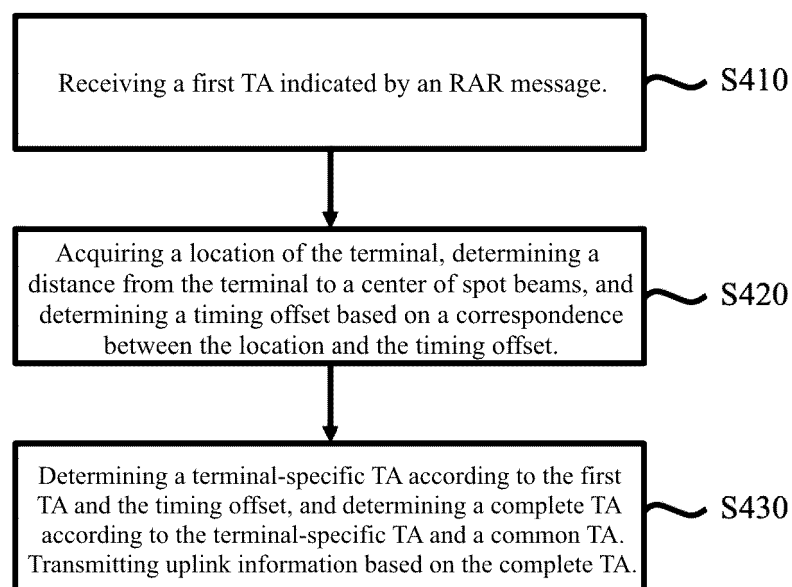 Receiving a first TA indicated by an RAR message.
S410
Acquiring a location of the terminal, determining a
distance from the terminal to a center of spot beams, and
determining a timing offset based on a correspondence
between the location and the timing offset.
S420
Determining a terminal-specific TA according to the first
TA and the timing offset, and determining a complete TA
according to the terminal-specific TA and a common TA.
Transmitting uplink information based on the complete TA.
S430